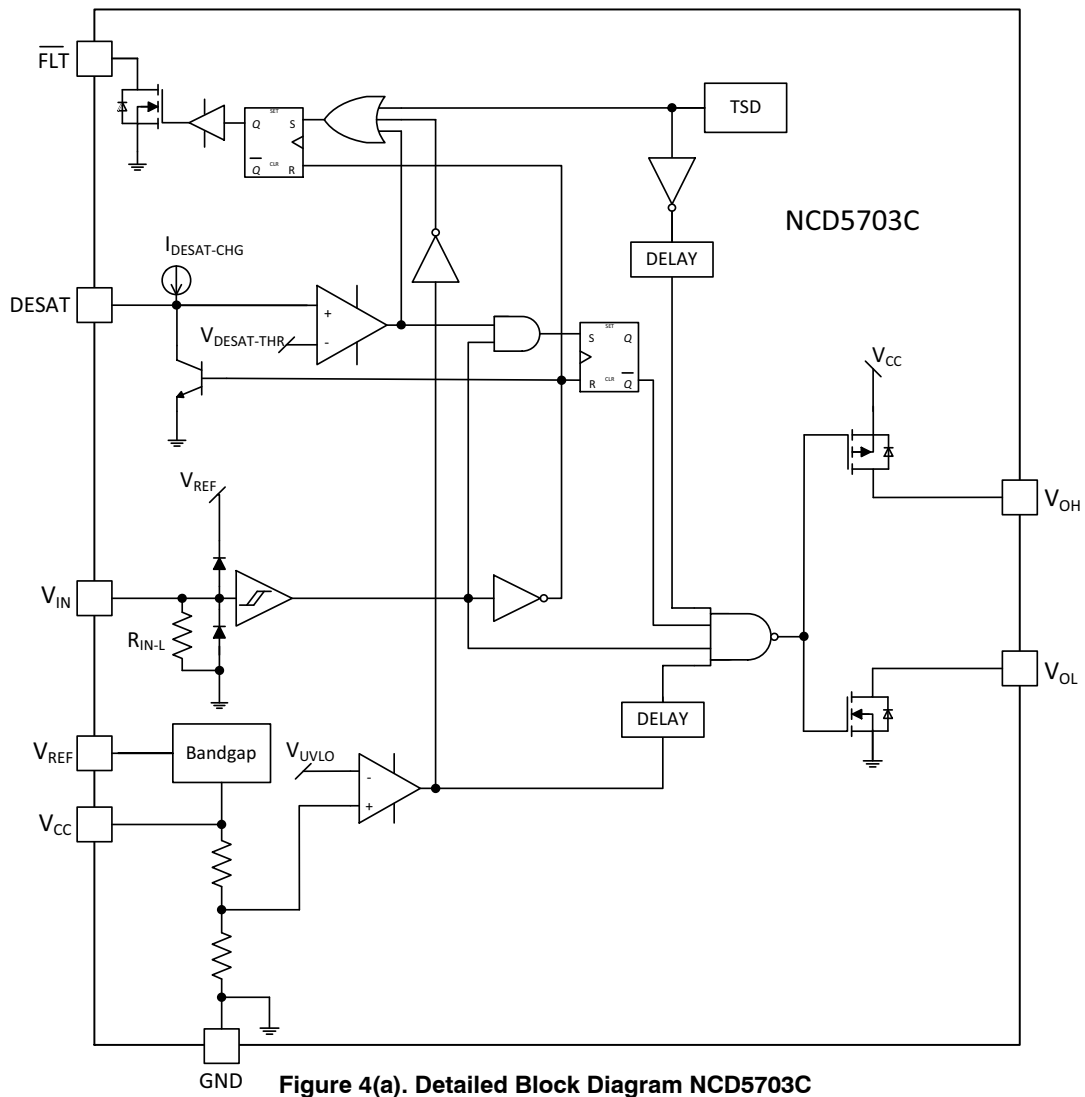 FLT
TSD
SET
Q S
Q CLR R
NCD5703C
IDESAT-CHG
DELAY
DESAT
+
VDESAT-THR -
SET
S Q
R CLR Q
VCC
VREF
VOH
VIN
RIN-L
VOL
DELAY
VREF
Bandgap
VUVLO
-
+
VCC
GND
Figure 4(a). Detailed Block Diagram NCD5703C